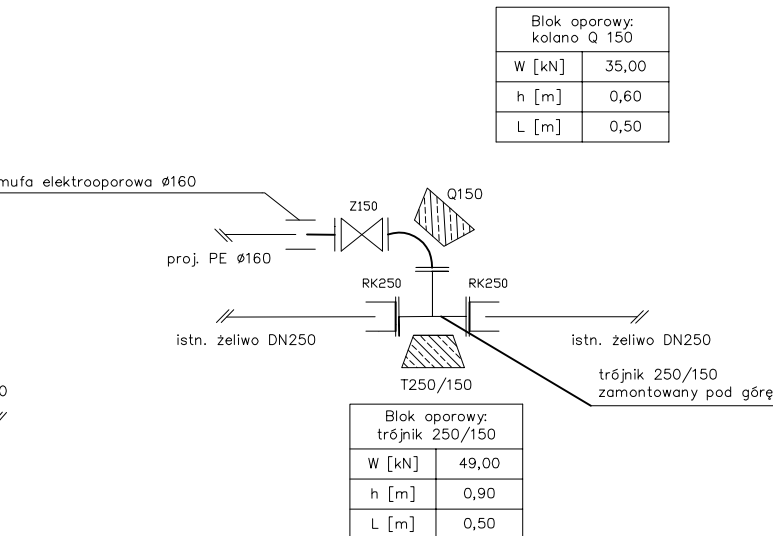 Blok oporowy:
kolano Q 150
W [kN] 35,00
h [m] 0,60
L [m] 0,50
mufa elektrooporowa ø160
Z150
Q150
proj. PE ø160
RK250
RK250
istn. żeliwo DN250
istn. żeliwo DN250
T250/150
trójnik 250/150
zamontowany pod górę
0
Blok oporowy:
trójnik 250/150
W [kN] 49,00
h [m] 0,90
L [m] 0,50